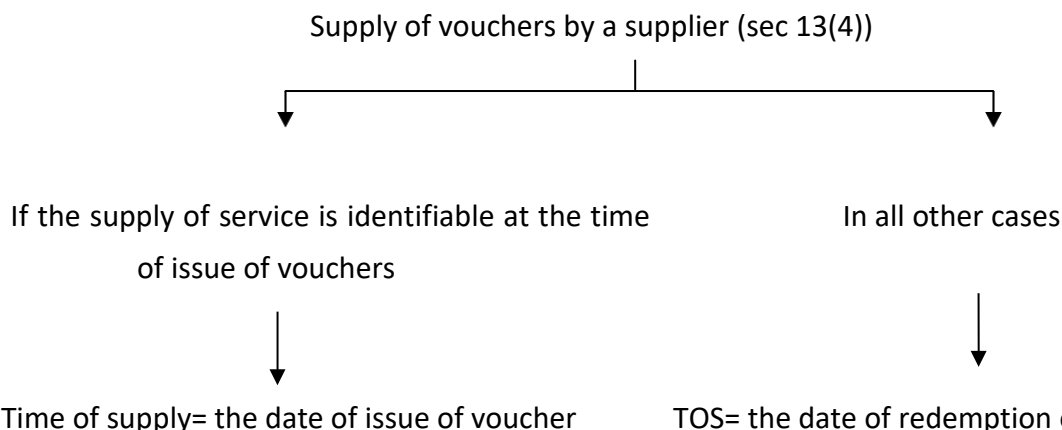 Supply of vouchers by a supplier (sec 13(4))
If the supply of service is identifiable at the time
of issue of vouchers
In all other cases
Time of supply= the date of issue of voucher
TOS= the date of redemption